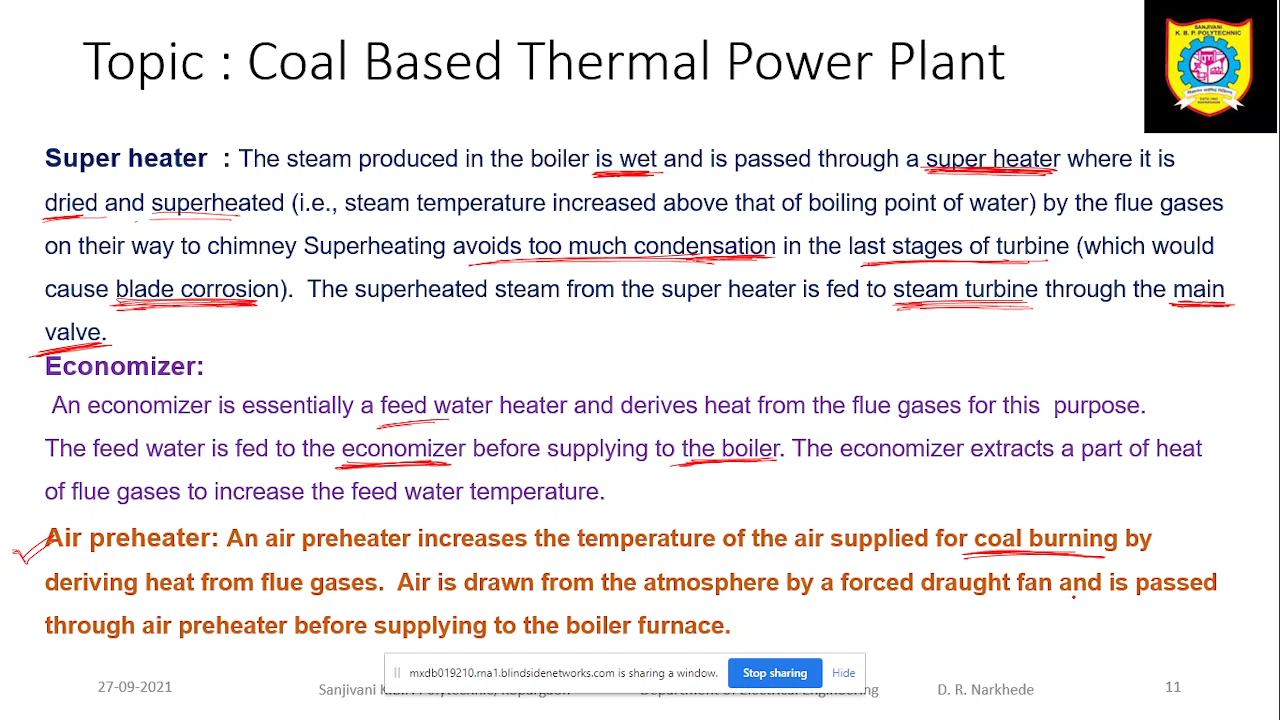 Topic : Coal Based Thermal Power Plant
SANJIVANI
K. B. P. POLYTECHNIC
Super heater : The steam produced in the boiler is wet and is passed through a super heater where it is
dried and superheated (i.e., steam temperature increased above that of boiling point of water) by the flue gases
on their way to chimney Superheating avoids too much condensation in the last stages of turbine (which would
cause blade corrosion). The superheated steam from the super heater is fed to steam turbine through the main
valve.
Economizer:
An economizer is essentially a feed water heater and derives heat from the flue gases for this purpose.
The feed water is fed to the economizer before supplying to the boiler. The economizer extracts a part of heat
of flue gases to increase the feed water temperature.
Air preheater: An air preheater increases the temperature of the air supplied for coal burning by
deriving heat from flue gases. Air is drawn from the atmosphere by a forced draught fan and is passed
through air preheater before supplying to the boiler furnace.
mxdb019210.rna1.blindsidenetworks.com is sharing a window. Stop sharing Hide
27-09-2021 Sanjivani Engineering D. R. Narkhede 11